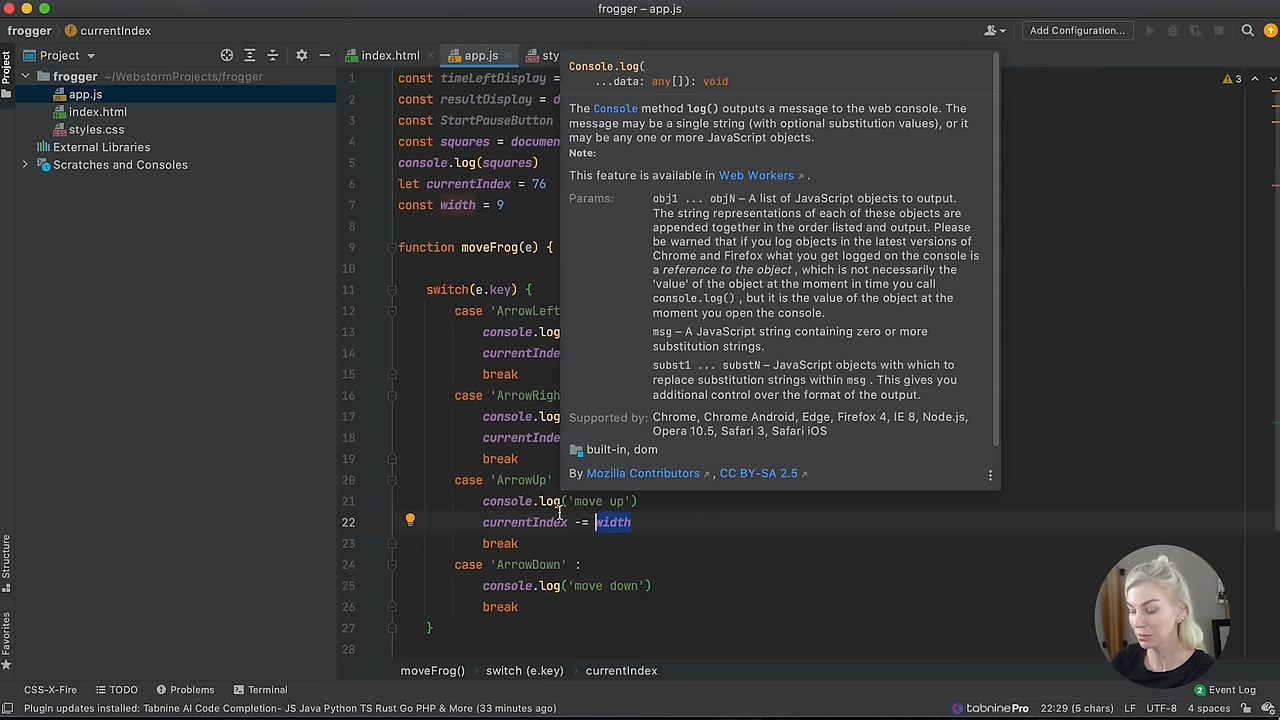 frogger – app.js
frogger
currentIndex
Add Configuration...
Project
Project
index.html
app.js
sty
frogger ~/WebstormProjects/frogger
app.js
index.html
styles.css
External Libraries
Scratches and Consoles
3
1 const timeLeftDisplay =
2 const resultDisplay = d
3 const StartPauseButton
4 const squares = documen
5 console.log(squares)
6 let currentIndex = 76
7 const width = 9
8
9 function moveFrog(e) {
10
11 switch(e.key) {
12 case 'ArrowLeft
13 console.log
14 currentInde
15 break
16 case 'ArrowRigh
17 console.log
18 currentInde
19 break
20 case 'ArrowUp'
21 console.log('move up')
22 currentIndex -= width
23 break
24 case 'ArrowDown' :
25 console.log('move down')
26 break
27 }
28
Console.log(
...data: any[]): void
The Console method log() outputs a message to the web console. The
message may be a single string (with optional substitution values), or it
may be any one or more JavaScript objects.
Note:
This feature is available in Web Workers .
Params: obj1 ... objN – A list of JavaScript objects to output.
The string representations of each of these objects are
appended together in the order listed and output. Please
be warned that if you log objects in the latest versions of
Chrome and Firefox what you get logged on the console is
a reference to the object , which is not necessarily the
'value' of the object at the moment in time you call
console.log() , but it is the value of the object at the
moment you open the console.
msg – A JavaScript string containing zero or more
substitution strings.
subst1 ... substN – JavaScript objects with which to
replace substitution strings within msg . This gives you
additional control over the format of the output.
Supported by: Chrome, Chrome Android, Edge, Firefox 4, IE 8, Node.js,
Opera 10.5, Safari 3, Safari iOS
built-in, dom
By Mozilla Contributors , CC BY-SA 2.5
Structure
Favorites
moveFrog() switch (e.key) currentIndex
CSS-X-Fire
TODO
Problems
Terminal
2 Event Log
Plugin updates installed: Tabnine AI Code Completion- JS Java Python TS Rust Go PHP & More (33 minutes ago)
tabninePro
22:29 (5 chars)
LF
UTF-8
4 spaces